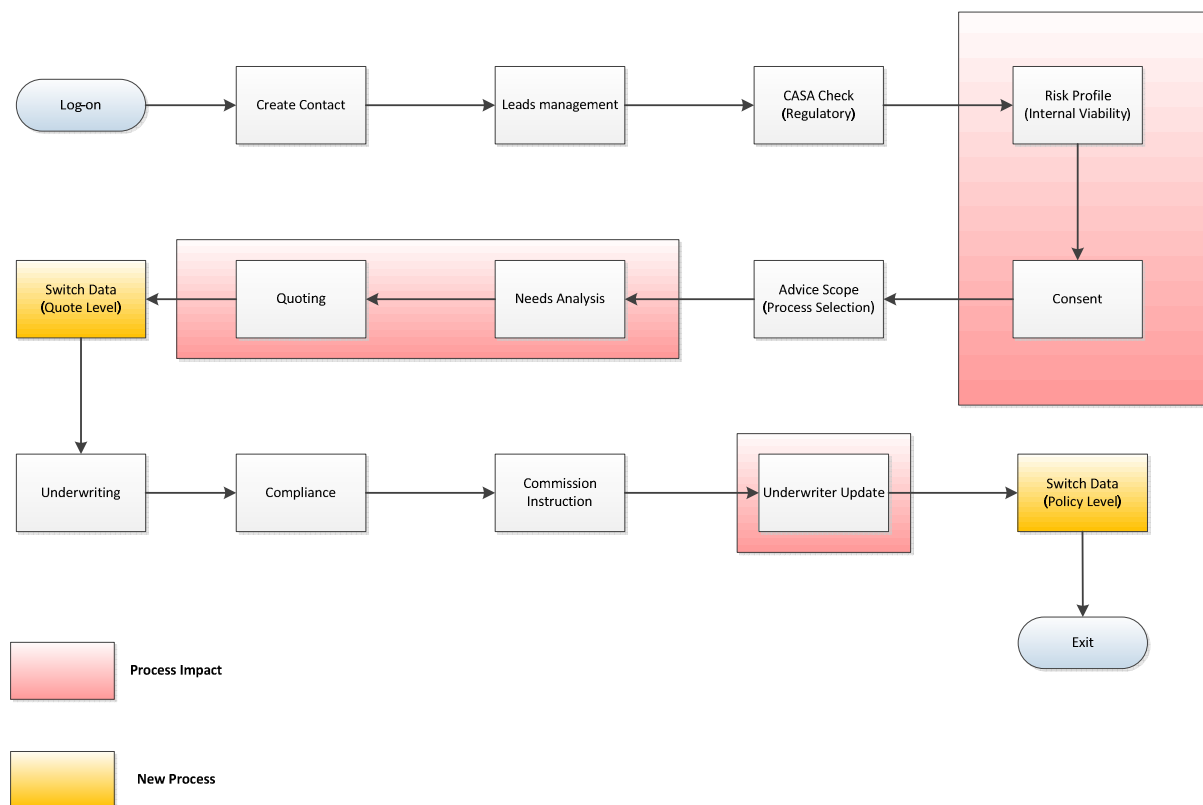 Log-on
Create Contact
Leads management
CASA Check
(Regulatory)
Risk Profile
(Internal Viability)
Switch Data
(Quote Level)
Quoting
Needs Analysis
Advice Scope
(Process Selection)
Consent
Underwriting
Compliance
Commission
Instruction
Underwriter Update
Switch Data
(Policy Level)
Exit
Process Impact
New Process